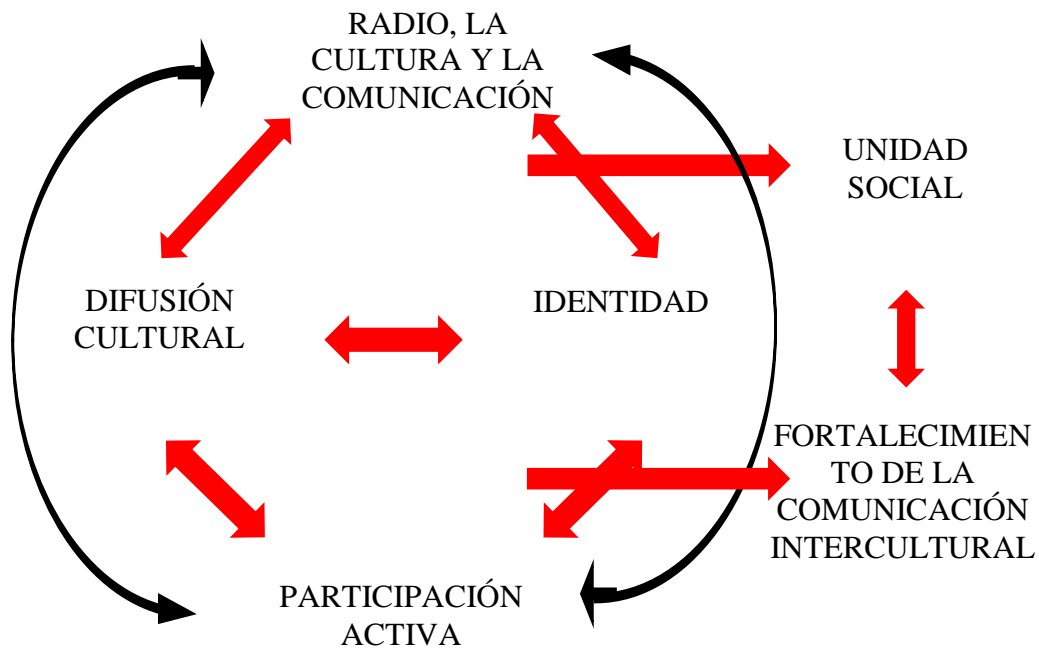 RADIO, LA
CULTURA Y LA
COMUNICACIÓN
UNIDAD
SOCIAL
DIFUSIÓN
CULTURAL
IDENTIDAD
FORTALECIMIEN
TO DE LA
COMUNICACIÓN
INTERCULTURAL
PARTICIPACIÓN
ACTIVA